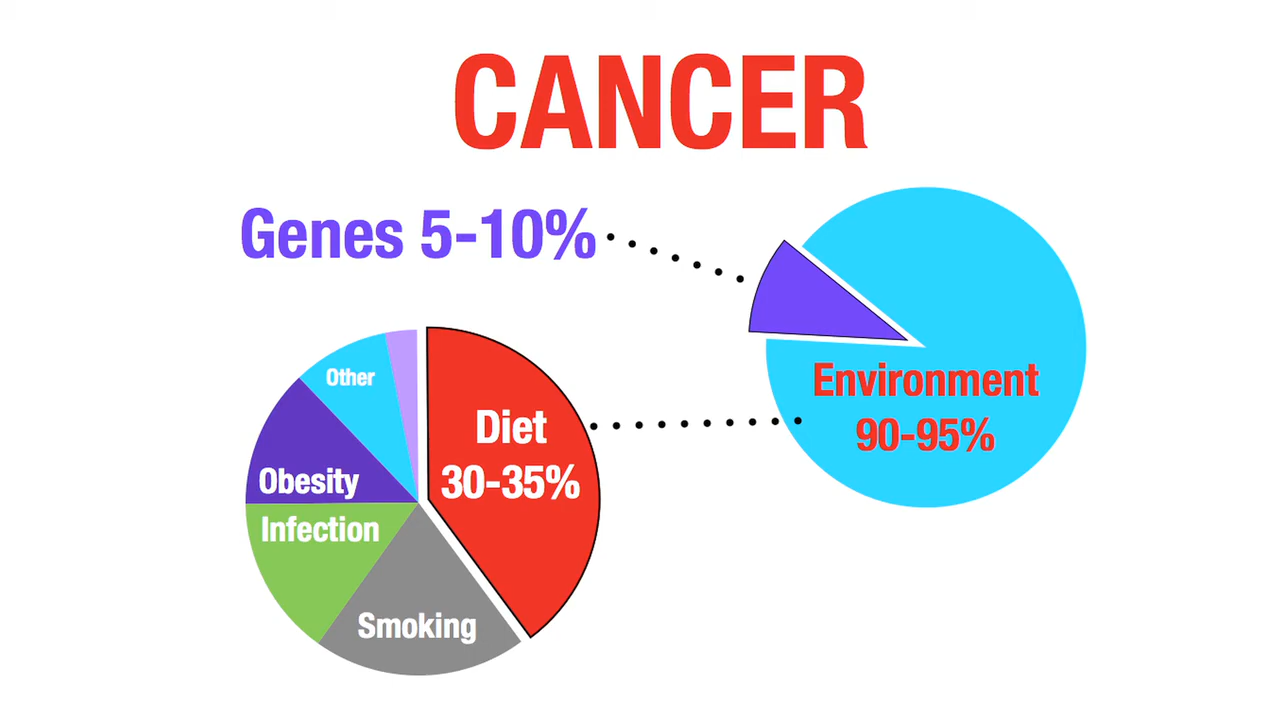 CANCER
Genes 5-10%
Environment
90-95%
Diet
30-35%
Other
Obesity
Infection
Smoking